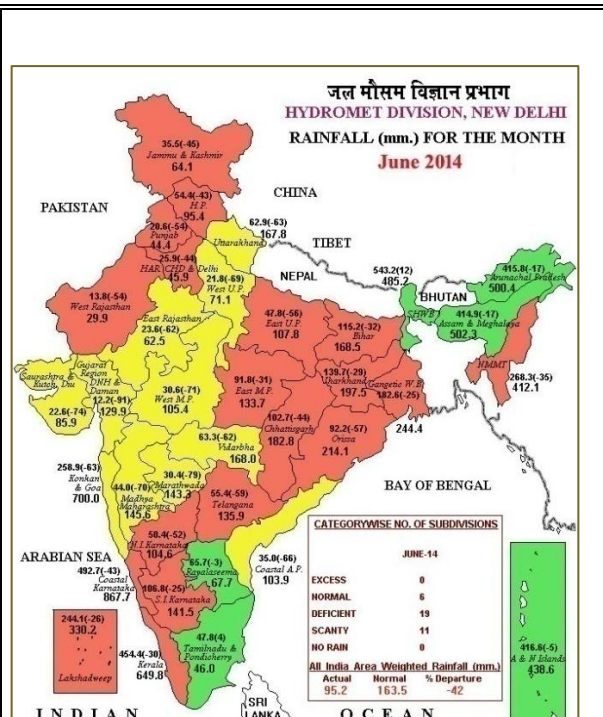 जल मौसम विज्ञान प्रभाग
HYDROMET DIVISION, NEW DELHI
RAINFALL (mm.) FOR THE MONTH
June 2014
35.5(-45)
Jammu & Kashmir
64.1
CHINA
54.4(-43)
H.P.
95.4
PAKISTAN
62.9(-63)
167.8
Uttarakhand
TIBET
20.6(-54)
Punjab
44.4
25.9(-44)
HAR CHD & Delhi
45.9
NEPAL
21.8(-69)
West U.P.
71.1
543.2(12)
485.2
BHUTAN
SHWB
415.8(-17)
Arunachal Pradesh
500.4
414.9(-17)
Assam & Meghalaya
502.3
13.8(-54)
West Rajasthan
29.9
East Rajasthan
23.6(-62)
62.5
47.8(-56)
East U.P.
107.8
115.2(-32)
Bihar
168.5
NMMT
268.3(-35)
412.1
Gujarat
Region
DNH &
Daman
12.2(-91)
129.9
Saurashtra &
Kutch, Diu
22.6(-74)
85.9
30.6(-71)
West M.P.
105.4
91.8(-31)
East M.P.
133.7
139.7(-29)
Jharkhand
197.5
Gangetic W.B.
182.6(-25)
244.4
102.7(-44)
Chhattisgarh
182.8
92.2(-57)
Orissa
214.1
63.3(-62)
Vidarbha
168.0
258.9(-63)
Konkan
& Goa
700.0
44.0(-70)
Madhya
Maharashtra
145.6
30.4(-79)
Marathwada
143.3
55.4(-59)
Telangana
135.9
BAY OF BENGAL
ARABIAN SEA
50.4(-52)
N.I.Karnataka
104.6
65.7(-3)
Rayalaseema
67.7
35.0(-66)
Coastal A.P.
103.9
492.7(-43)
Coastal
Karnataka
867.7
106.8(-25)
S.I.Karnataka
141.5
47.8(4)
Tamilnadu &
Pondicherry
46.0
244.1(-26)
330.2
Lakshadweep
454.4(-30)
Kerala
649.8
416.6(-5)
A & N Islands
438.6
CATEGORYWISE NO. OF SUBDIVISIONS
JUNE-14
EXCESS 0
NORMAL 6
DEFICIENT 19
SCANTY 11
NO RAIN 0
All India Area Weighted Rainfall (mm.)
Actual Normal % Departure
95.2 163.5 -42
SRI
LANKA
INDIAN OCEAN